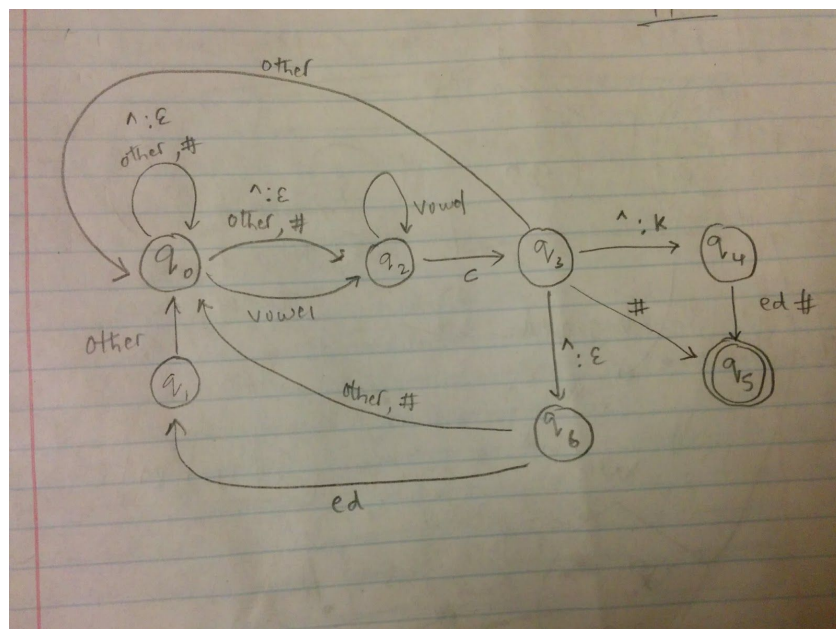 other
^:ε
other, #
^:ε
other, #
vowel
^:k
q0
q2
c
q3
q4
vowel
#
ed #
other
^:ε
q1
other, #
q5
q6
ed